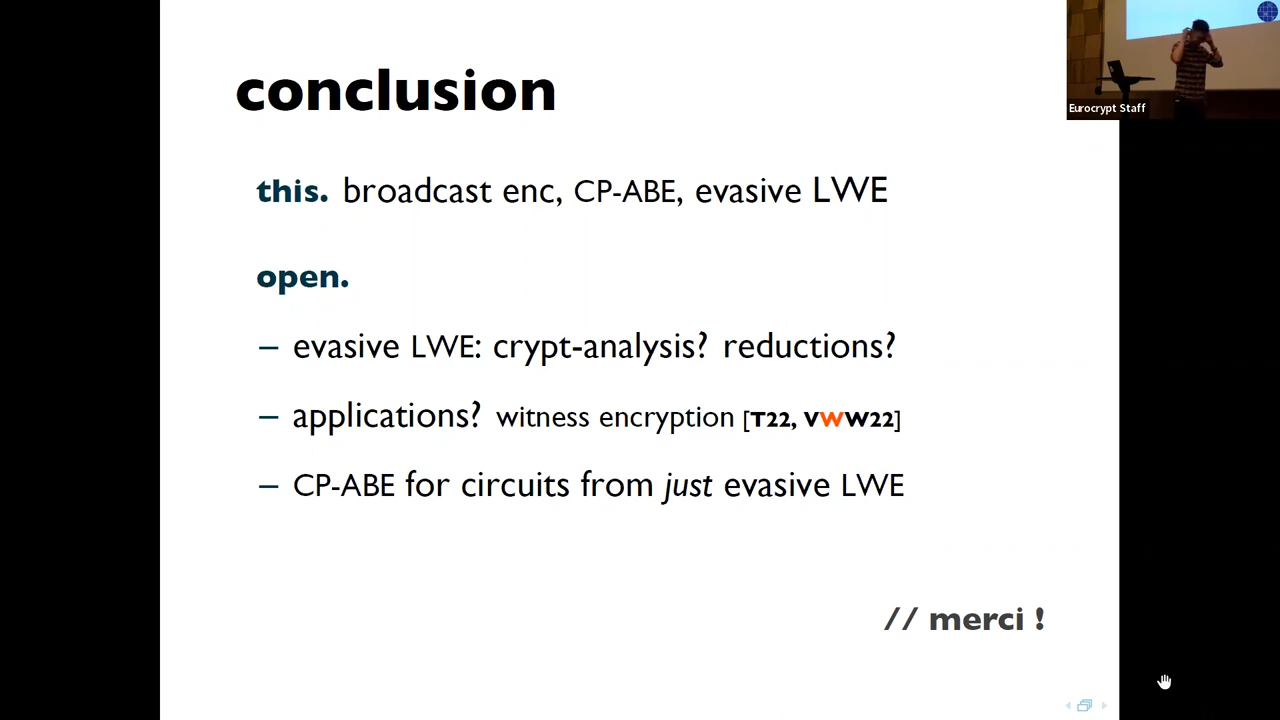 conclusion
Eurocrypt Staff
this. broadcast enc, CP-ABE, evasive LWE
open.
– evasive LWE: crypt-analysis? reductions?
– applications? witness encryption [T22, VWW22]
– CP-ABE for circuits from just evasive LWE
// merci !